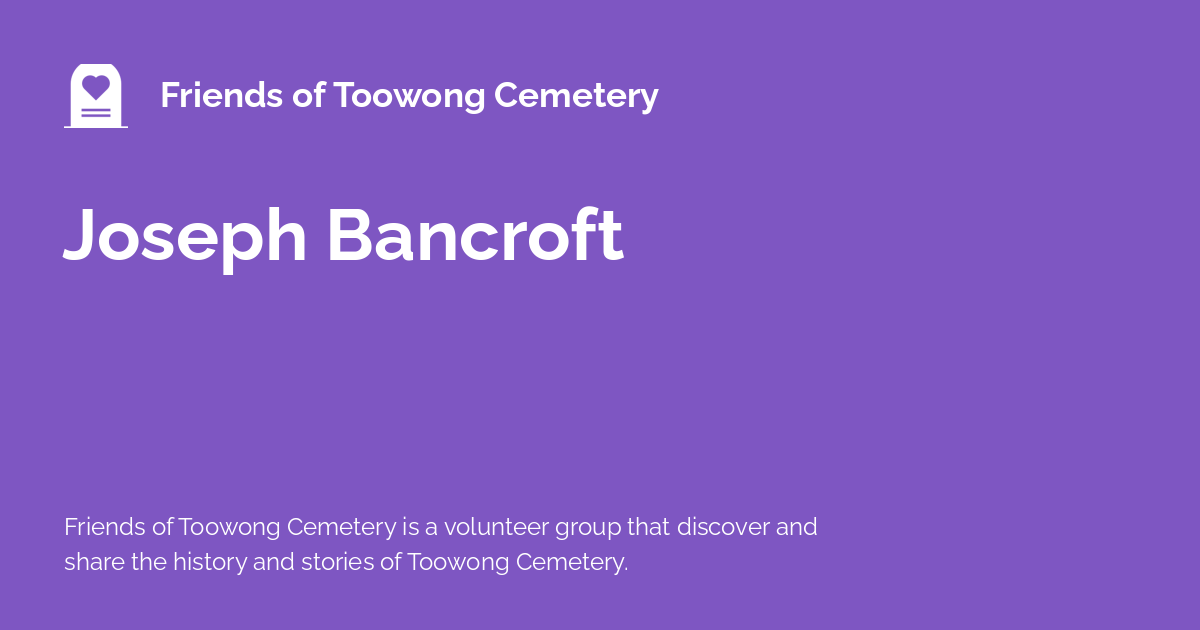 Friends of Toowong Cemetery
Joseph Bancroft
Friends of Toowong Cemetery is a volunteer group that discover and
share the history and stories of Toowong Cemetery.